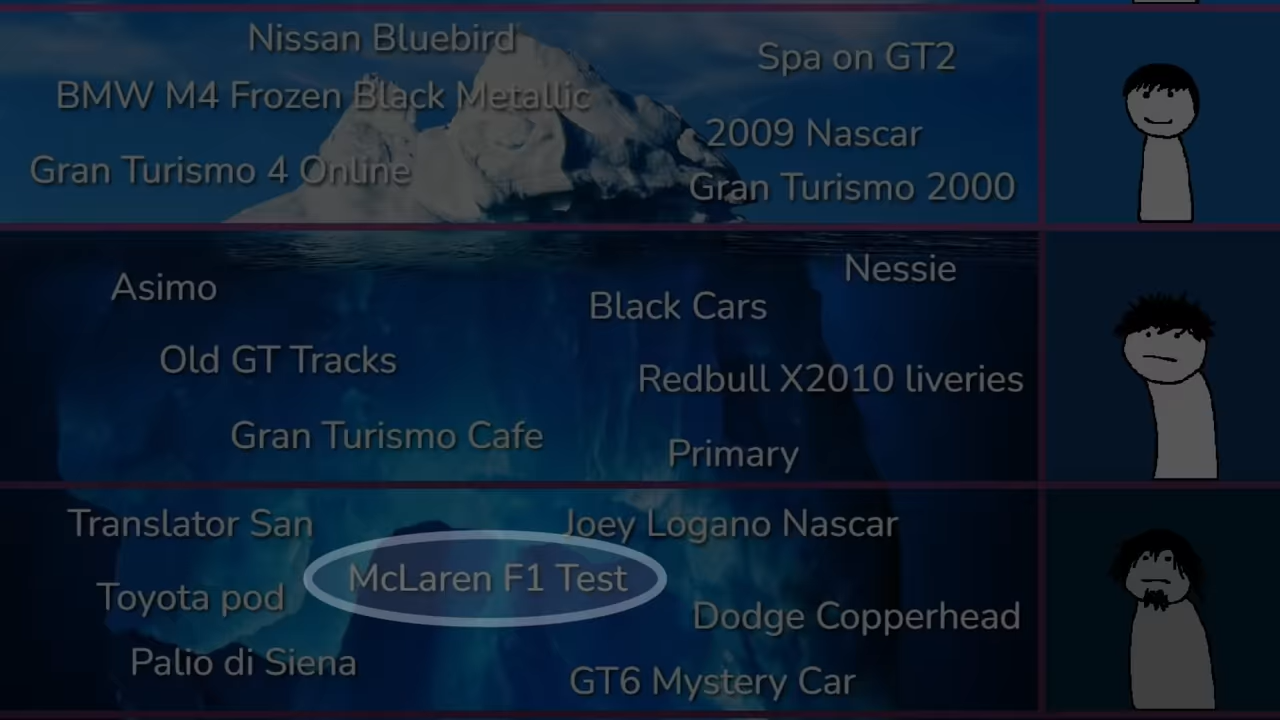 Nissan Bluebird
Spa on GT2
BMW M4 Frozen Black Metallic
2009 Nascar
Gran Turismo 4 Online
Gran Turismo 2000
Nessie
Asimo
Black Cars
Old GT Tracks
Redbull X2010 liveries
Gran Turismo Cafe
Primary
Translator San
Joey Logano Nascar
McLaren F1 Test
Toyota pod
Dodge Copperhead
Palio di Siena
GT6 Mystery Car